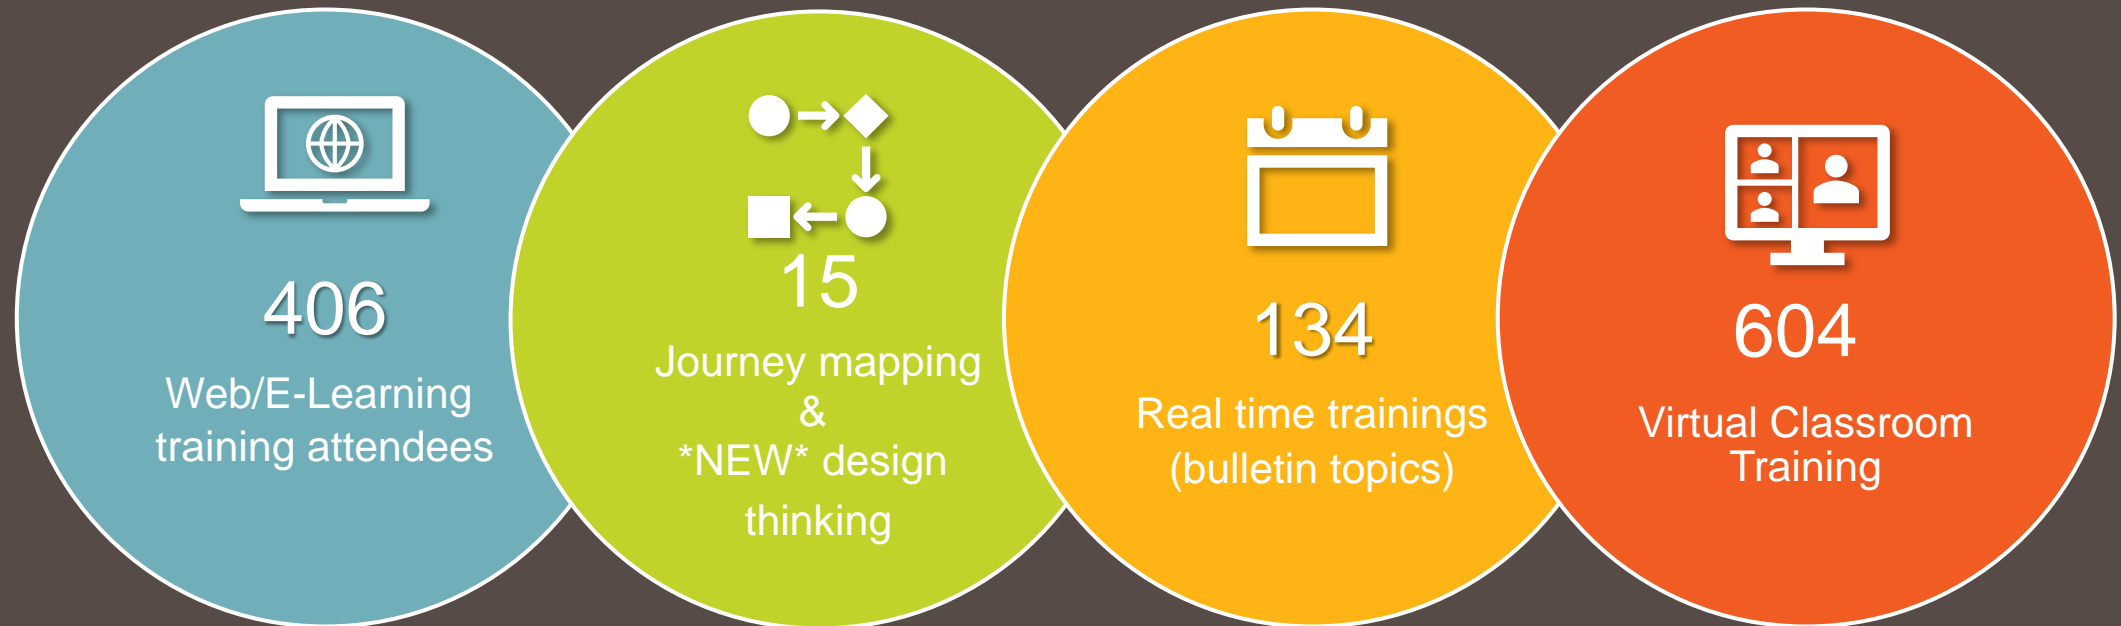 406
Web/E-Learning
training attendees
15
Journey mapping
&
*NEW* design
thinking
134
Real time trainings
(bulletin topics)
604
Virtual Classroom
Training